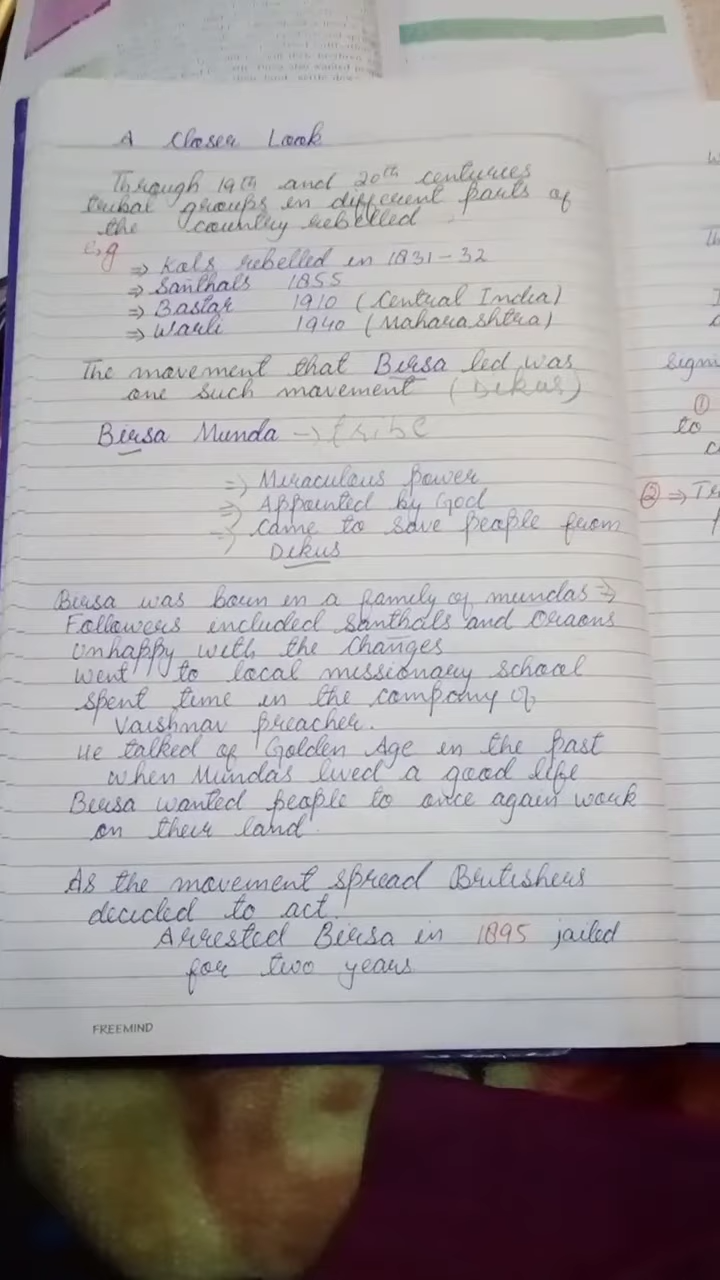 A Closer Look
Through 19th and 20th centuries
tribal groups in different parts of
the country rebelled
e.g
⇒ Kols rebelled in 1831-32
⇒ Santhals 1855
⇒ Bastar 1910 (Central India)
⇒ Warli 1940 (Maharashtra)
The movement that Birsa led was
one such movement (Dikus)
Birsa Munda → tribe
⇒ Miraculous power
⇒ Appointed by God
⇒ Came to save people from
Dikus
Birsa was born in a family of mundas ⇒
Followers included Santhals and Oraons
Unhappy with the changes
Went to local missionary school
spent time in the company of
Vaishnav preacher.
He talked of Golden Age in the past
when Mundas lived a good life
Birsa wanted people to once again work
on their land
As the movement spread Britishers
decided to act.
Arrested Birsa in 1895 jailed
for two years
FREEMIND
signi
①
to
② ⇒